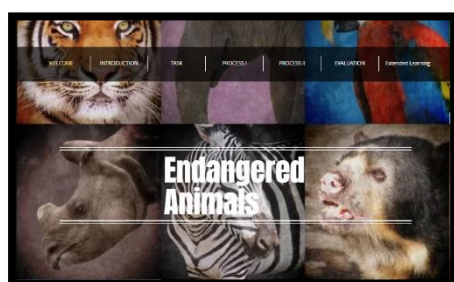 WELCOME INTRODUCTION TASK PROCESS I PROCESS II EVALUATION Extended Learning
Endangered
Animals